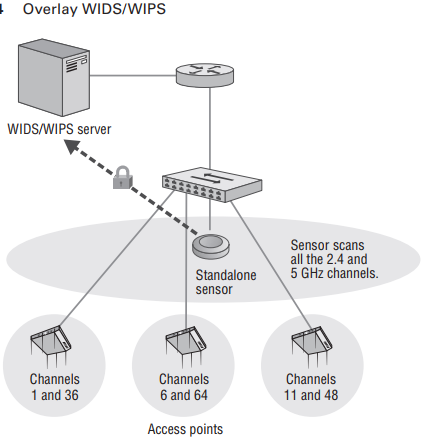 4 Overlay WIDS/WIPS
WIDS/WIPS server
Sensor scans
all the 2.4 and
5 GHz channels.
Standalone
sensor
Channels
1 and 36
Channels
6 and 64
Channels
11 and 48
Access points